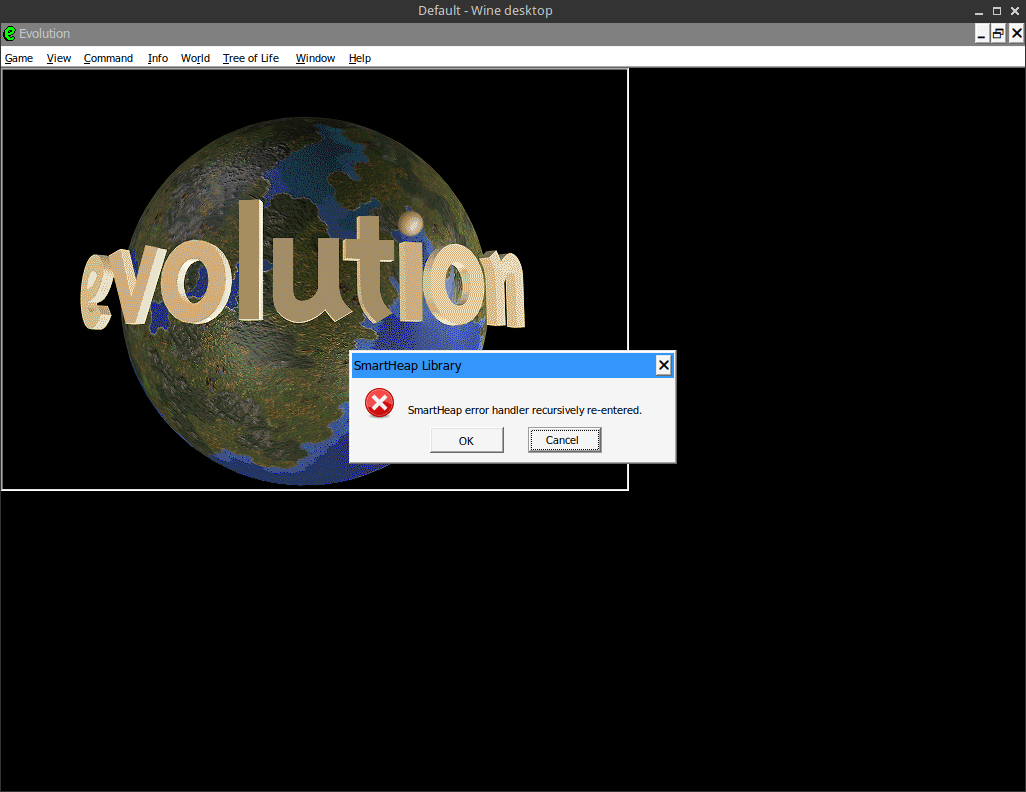 Default - Wine desktop
Evolution
Game View Command Info World Tree of Life Window Help
evolution
SmartHeap Library
SmartHeap error handler recursively re-entered.
OK Cancel